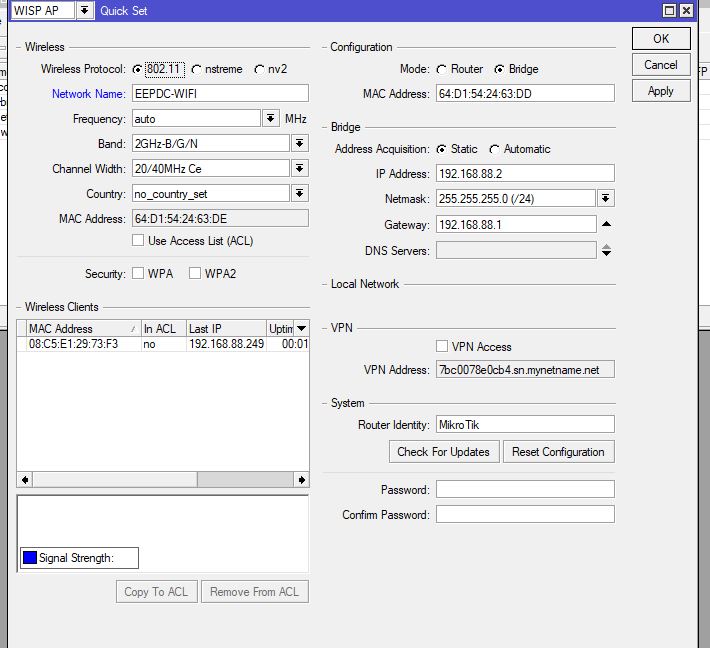 WISP AP Quick Set
Wireless
Wireless Protocol: 802.11 nstreme nv2
Network Name: EEPDC-WIFI
Frequency: auto MHz
Band: 2GHz-B/G/N
Channel Width: 20/40MHz Ce
Country: no_country_set
MAC Address: 64:D1:54:24:63:DE
Use Access List (ACL)
Security: WPA WPA2
Wireless Clients
MAC Address In ACL Last IP Uptim
08:C5:E1:29:73:F3 no 192.168.88.249 00:01
Signal Strength:
Copy To ACL Remove From ACL
Configuration
Mode: Router Bridge
MAC Address: 64:D1:54:24:63:DD
Bridge
Address Acquisition: Static Automatic
IP Address: 192.168.88.2
Netmask: 255.255.255.0 (/24)
Gateway: 192.168.88.1
DNS Servers:
Local Network
VPN
VPN Access
VPN Address: 7bc0078e0cb4.sn.mynetname.net
System
Router Identity: MikroTik
Check For Updates Reset Configuration
Password:
Confirm Password:
OK
Cancel
Apply
FP